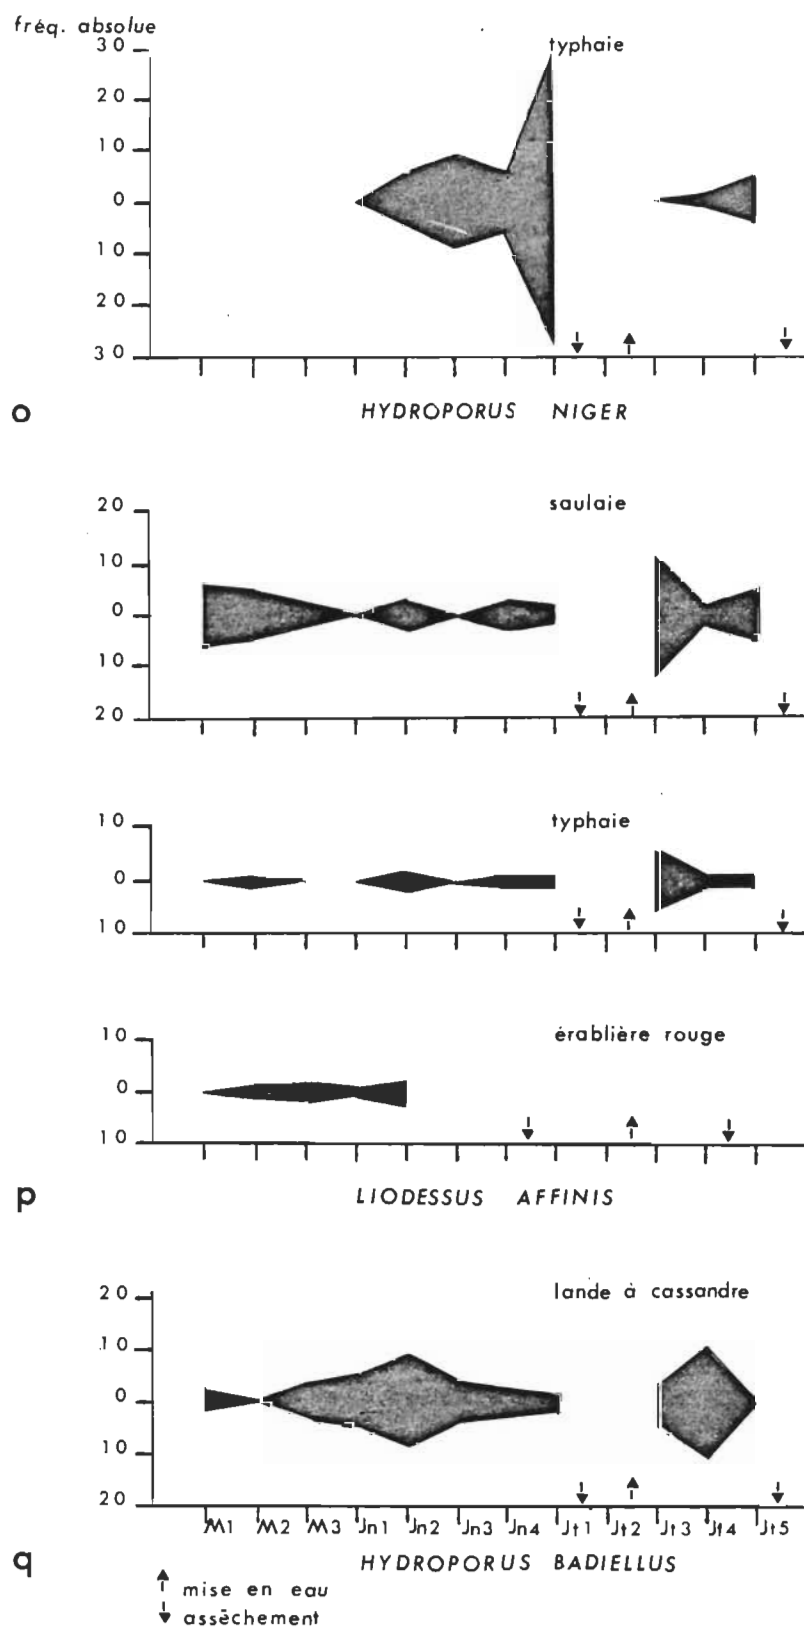 fréq. absolue
30
typhaie
20
10
0
10
20
30
o
HYDROPORUS NIGER
20
saulaie
10
0
10
20
10
typhaie
0
10
10
érablière rouge
0
10
p
LIODESSUS AFFINIS
20
lande à cassandre
10
0
10
20
M1 M2 M3 Jn1 Jn2 Jn3 Jn4 Jt1 Jt2 Jt3 Jt4 Jt5
q
HYDROPORUS BADIELLUS
↑ mise en eau
↓ assèchement